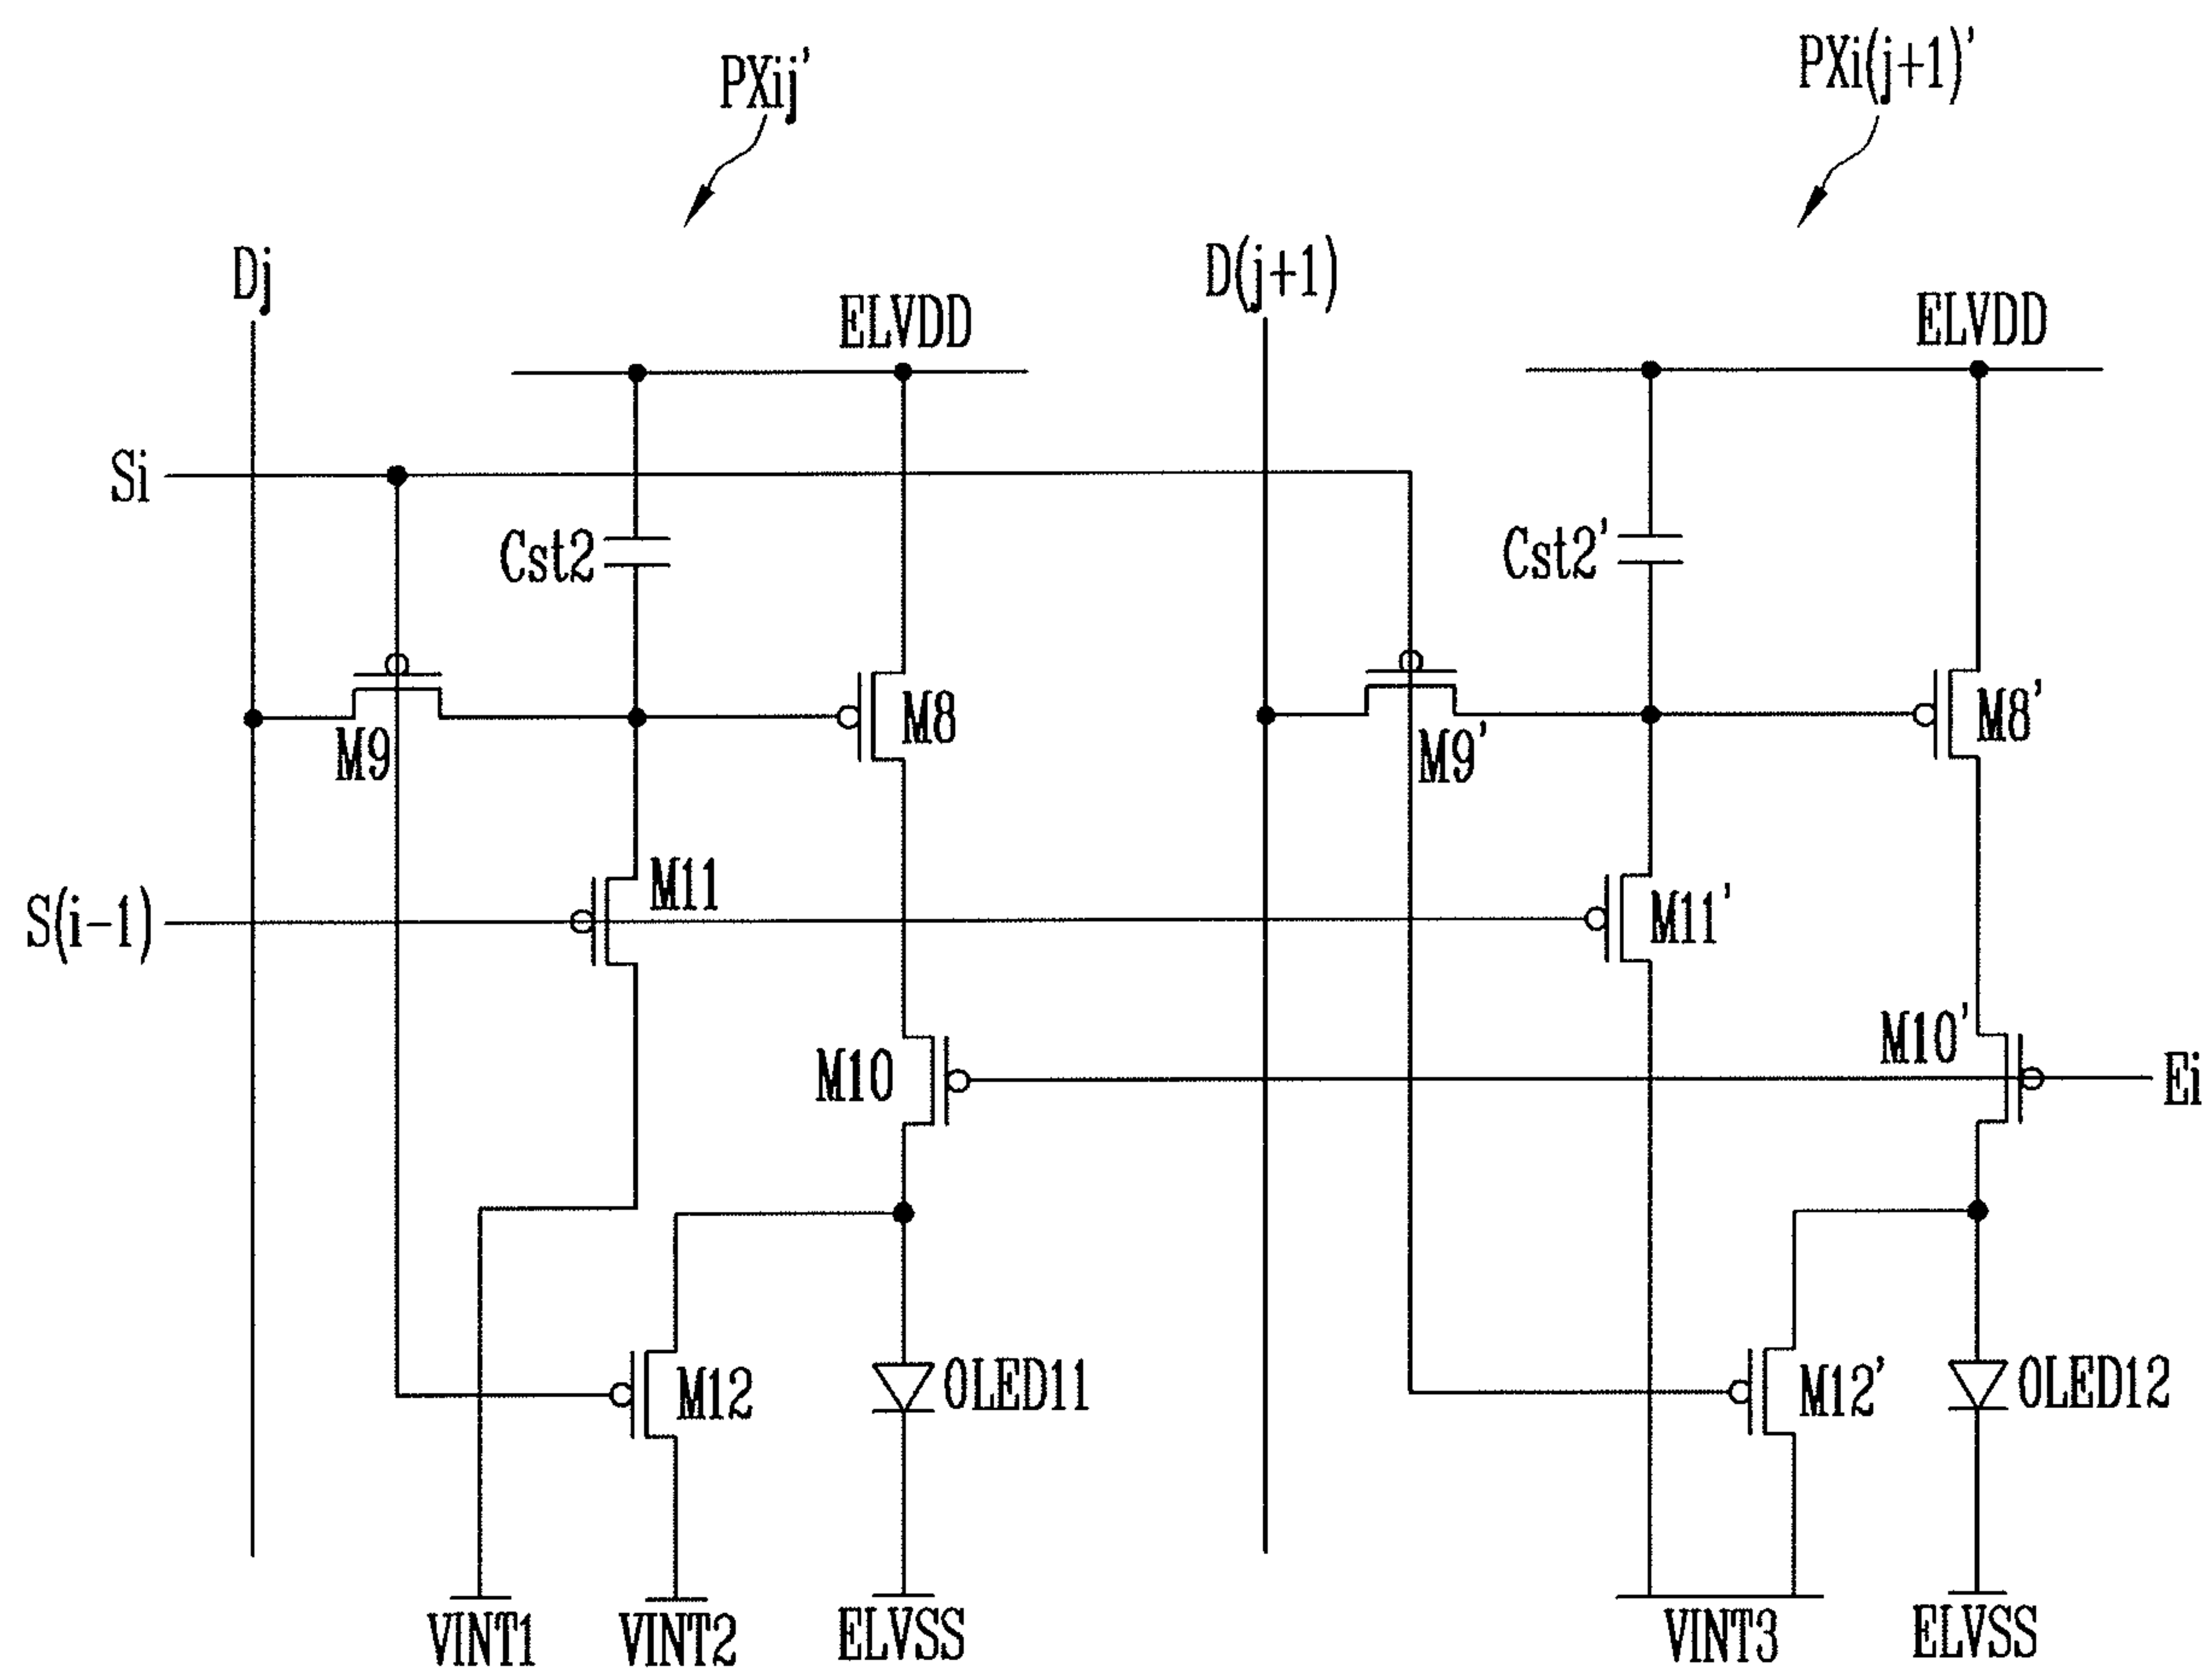 PXij'
PXi(j+1)'
Dj
D(j+1)
ELVDD
ELVDD
Si
Cst2
Cst2'
M9
M8
M9'
M8'
S(i-1)
M11
M11'
M10
M10'
Ei
M12
OLED11
M12'
OLED12
VINT1
VINT2
ELVSS
VINT3
ELVSS